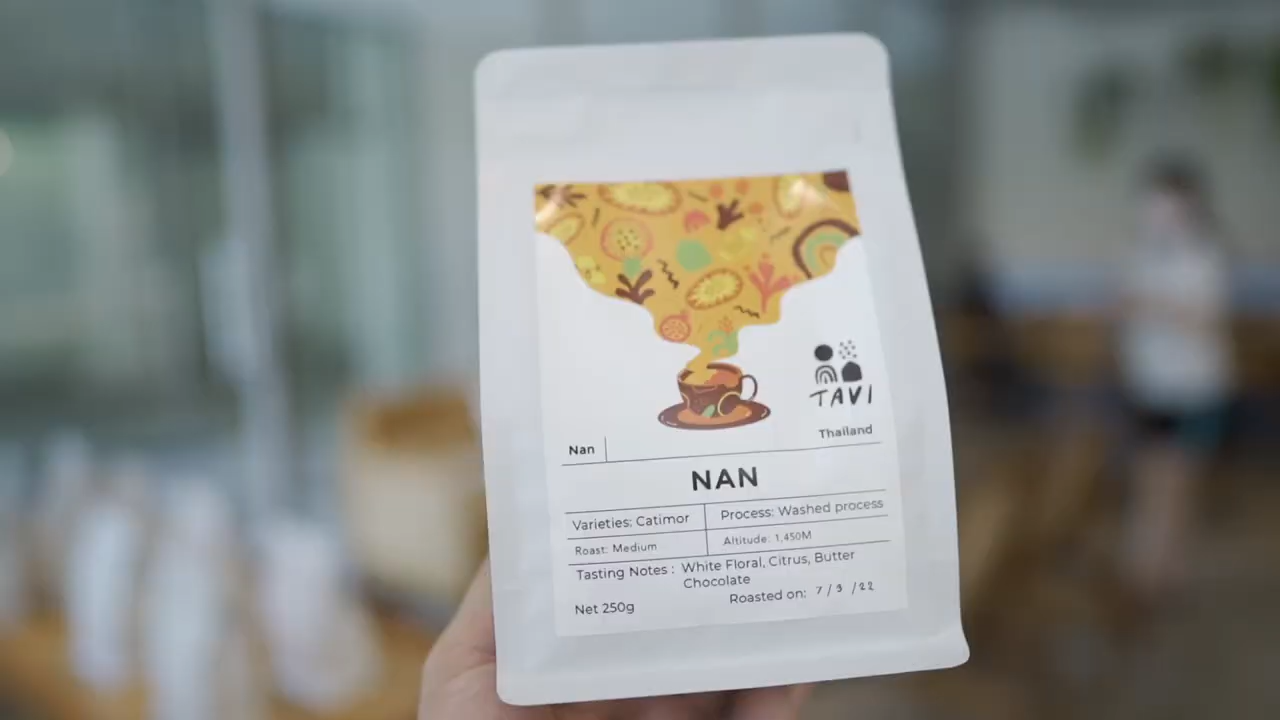 TAVI
Nan
Thailand
NAN
Varieties: Catimor
Process: Washed process
Roast: Medium
Altitude: 1,450M
Tasting Notes : White Floral, Citrus, Butter
Chocolate
Net 250g
Roasted on: 7 / 9 / 22